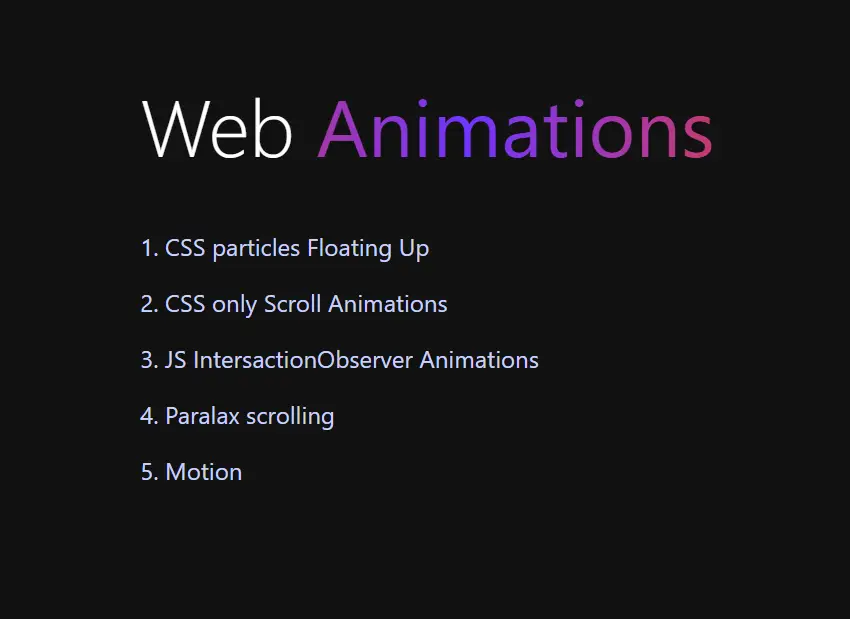 Web Animations
1. CSS particles Floating Up
2. CSS only Scroll Animations
3. JS IntersactionObserver Animations
4. Paralax scrolling
5. Motion